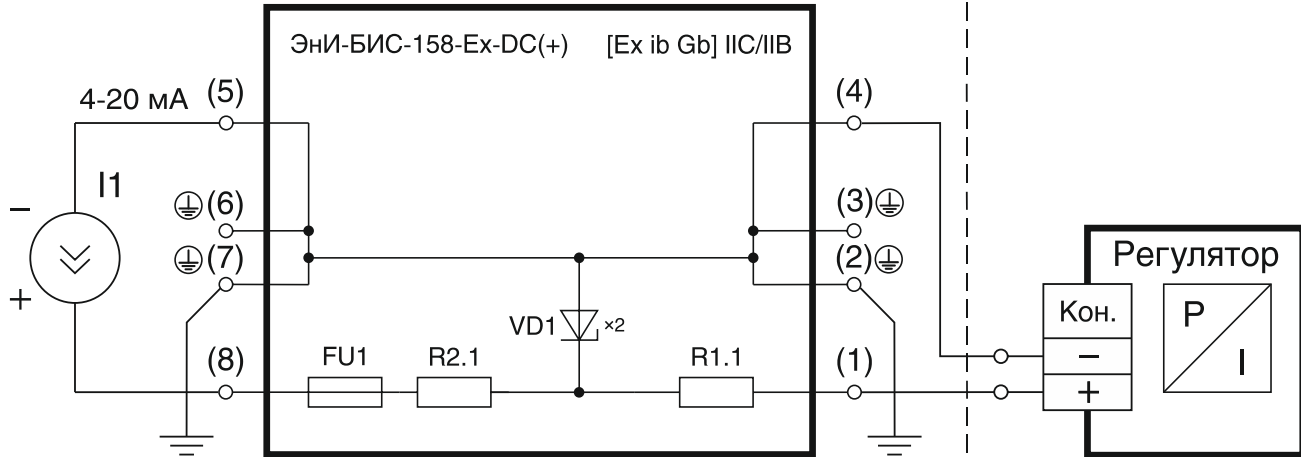 ЭнИ-БИС-158-Ex-DC(+) [Ex ib Gb] IIC/IIB
4-20 мА (5)
(4)
I1
−
(6)
(3)
(7)
(2)
+
VD1 ×2
(8)
FU1
R2.1
R1.1
(1)
Регулятор
Кон.
−
+
P
I